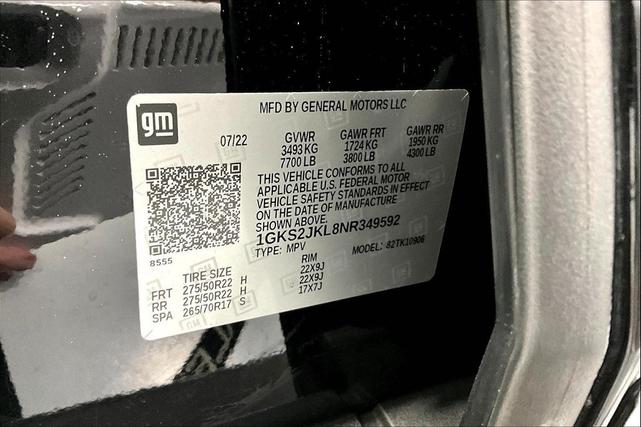 gm
MFD BY GENERAL MOTORS LLC
07/22 GVWR GAWR FRT GAWR RR
3493 KG 1724 KG 1950 KG
7700 LB 3800 LB 4300 LB
THIS VEHICLE CONFORMS TO ALL
APPLICABLE U.S. FEDERAL MOTOR
VEHICLE SAFETY STANDARDS IN EFFECT
ON THE DATE OF MANUFACTURE
SHOWN ABOVE.
1GKS2JKL8NR349592
8555
TYPE: MPV MODEL: 82TK10906
TIRE SIZE RIM
FRT 275/50R22 H 22X9J
RR 275/50R22 H 22X9J
SPA 265/70R17 S 17X7J